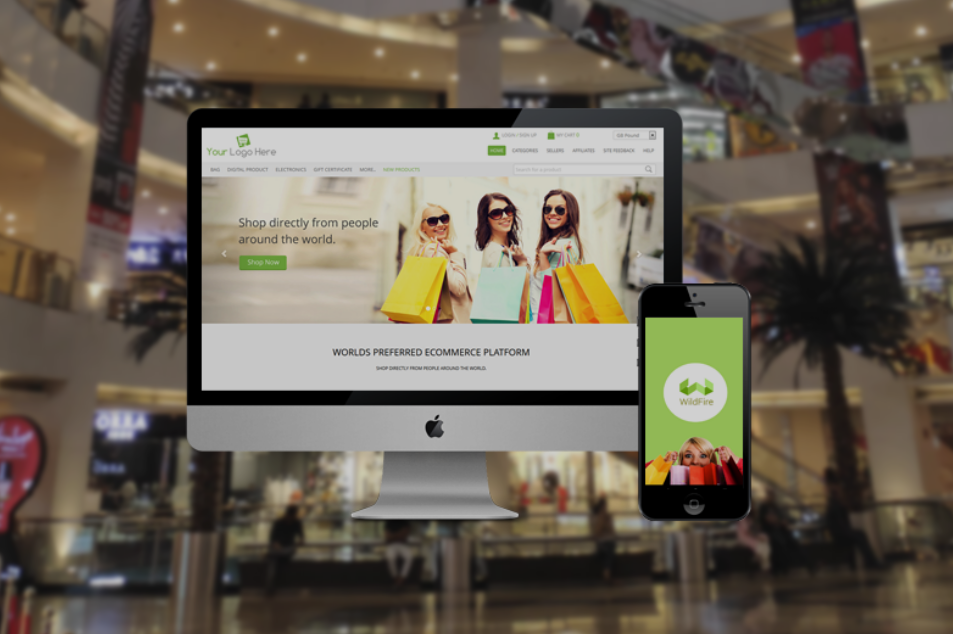 LOGIN / SIGN UP
MY CART
GB Pound
Your Logo Here
HOME CATEGORIES SELLERS AFFILIATES SITE FEEDBACK HELP
BAG DIGITAL PRODUCT ELECTRONICS GIFT CERTIFICATE MORE.. NEW PRODUCTS
search for a product
Shop directly from people
around the world.
Shop Now
WORLDS PREFERRED ECOMMERCE PLATFORM
SHOP DIRECTLY FROM PEOPLE AROUND THE WORLD.
WildFire